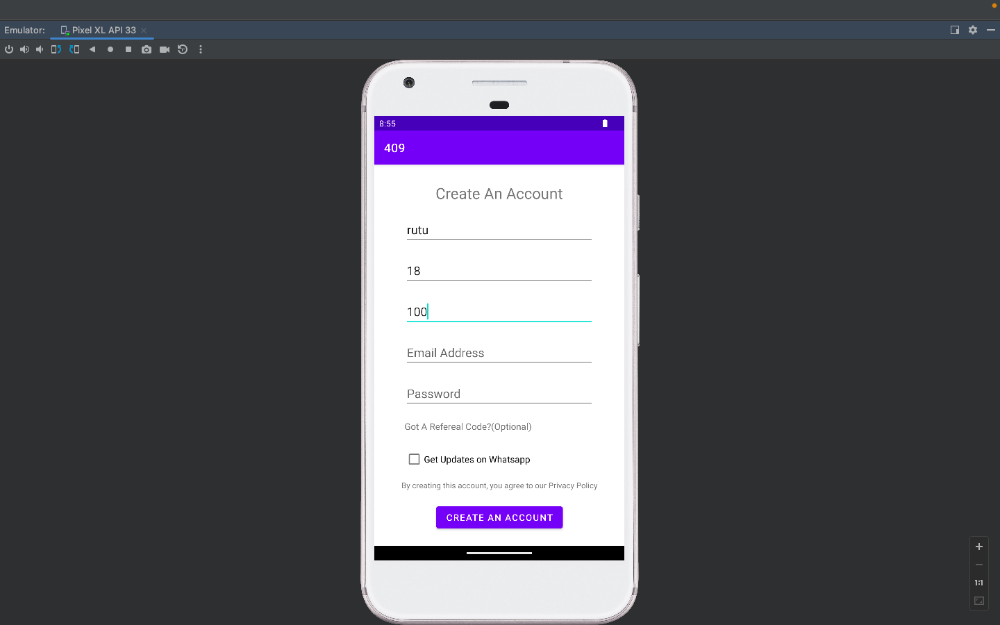 Emulator: Pixel XL API 33
8:55
409
Create An Account
rutu
18
100
Email Address
Password
Got A Refereal Code?(Optional)
Get Updates on Whatsapp
By creating this account, you agree to our Privacy Policy
CREATE AN ACCOUNT
1:1